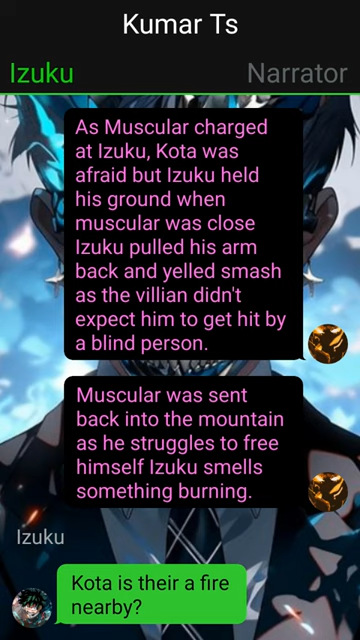 Kumar Ts
Izuku
Narrator
As Muscular charged
at Izuku, Kota was
afraid but Izuku held
his ground when
muscular was close
Izuku pulled his arm
back and yelled smash
as the villian didn't
expect him to get hit by
a blind person.
Muscular was sent
back into the mountain
as he struggles to free
himself Izuku smells
something burning.
Izuku
Kota is their a fire
nearby?